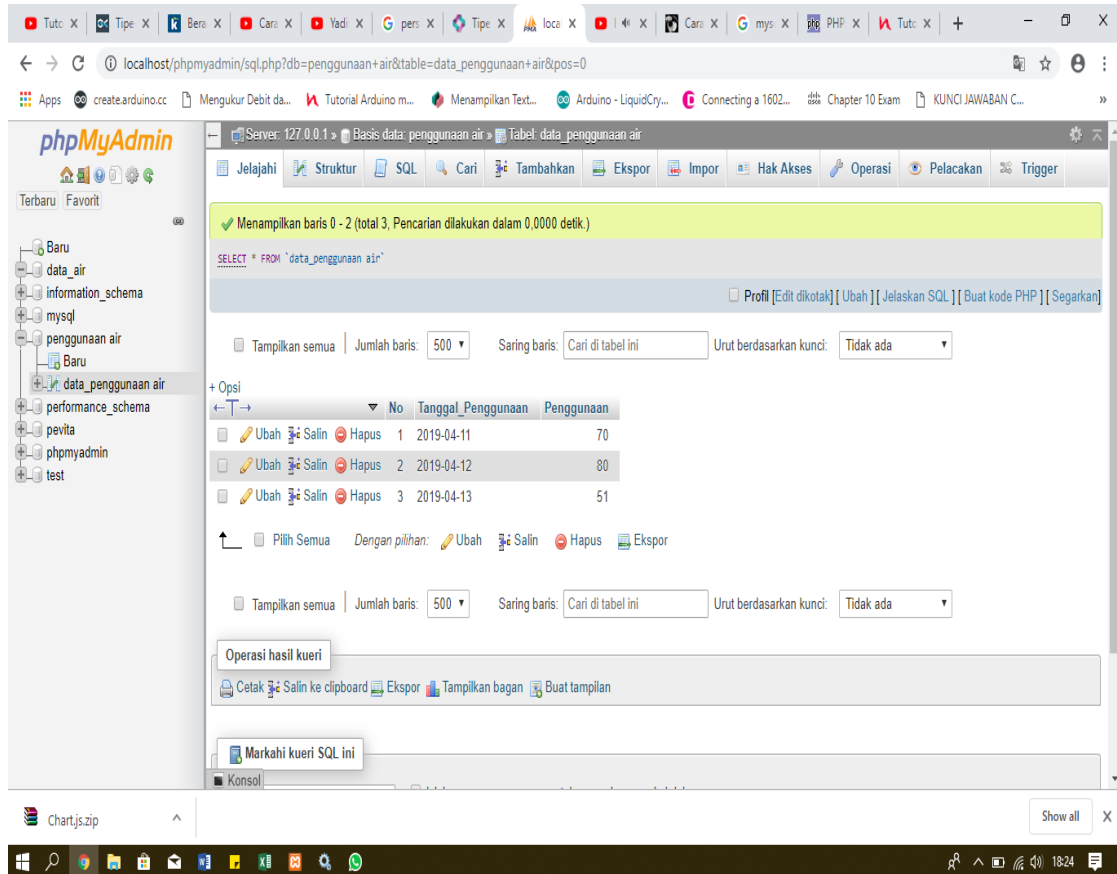 Tutc Tipe Bera Cara Yadi pers Tipe loca Cara mys PHP Tutc
localhost/phpmyadmin/sql.php?db=penggunaan+air&table=data_penggunaan+air&pos=0
Apps create.arduino.cc Mengukur Debit da... Tutorial Arduino m... Menampilkan Text... Arduino - LiquidCry... Connecting a 1602... Chapter 10 Exam KUNCI JAWABAN C... »
phpMyAdmin
Terbaru Favorit
Baru
data_air
information_schema
mysql
penggunaan air
Baru
data_penggunaan air
performance_schema
pevita
phpmyadmin
test
Server: 127.0.0.1 » Basis data: penggunaan air » Tabel: data_penggunaan air
Jelajahi Struktur SQL Cari Tambahkan Ekspor Impor Hak Akses Operasi Pelacakan Trigger
Menampilkan baris 0 - 2 (total 3, Pencarian dilakukan dalam 0,0000 detik.)
SELECT * FROM `data_penggunaan air`
Profil [Edit dikotak] [ Ubah ] [ Jelaskan SQL ] [ Buat kode PHP ] [ Segarkan]
Tampilkan semua | Jumlah baris: 500 Saring baris: Cari di tabel ini Urut berdasarkan kunci: Tidak ada
+ Opsi
←T→ ▼ No Tanggal_Penggunaan Penggunaan
Ubah Salin Hapus 1 2019-04-11 70
Ubah Salin Hapus 2 2019-04-12 80
Ubah Salin Hapus 3 2019-04-13 51
Pilih Semua Dengan pilihan: Ubah Salin Hapus Ekspor
Tampilkan semua | Jumlah baris: 500 Saring baris: Cari di tabel ini Urut berdasarkan kunci: Tidak ada
Operasi hasil kueri
Cetak Salin ke clipboard Ekspor Tampilkan bagan Buat tampilan
Markahi kueri SQL ini
Konsol
Chart.js.zip
Show all
18:24